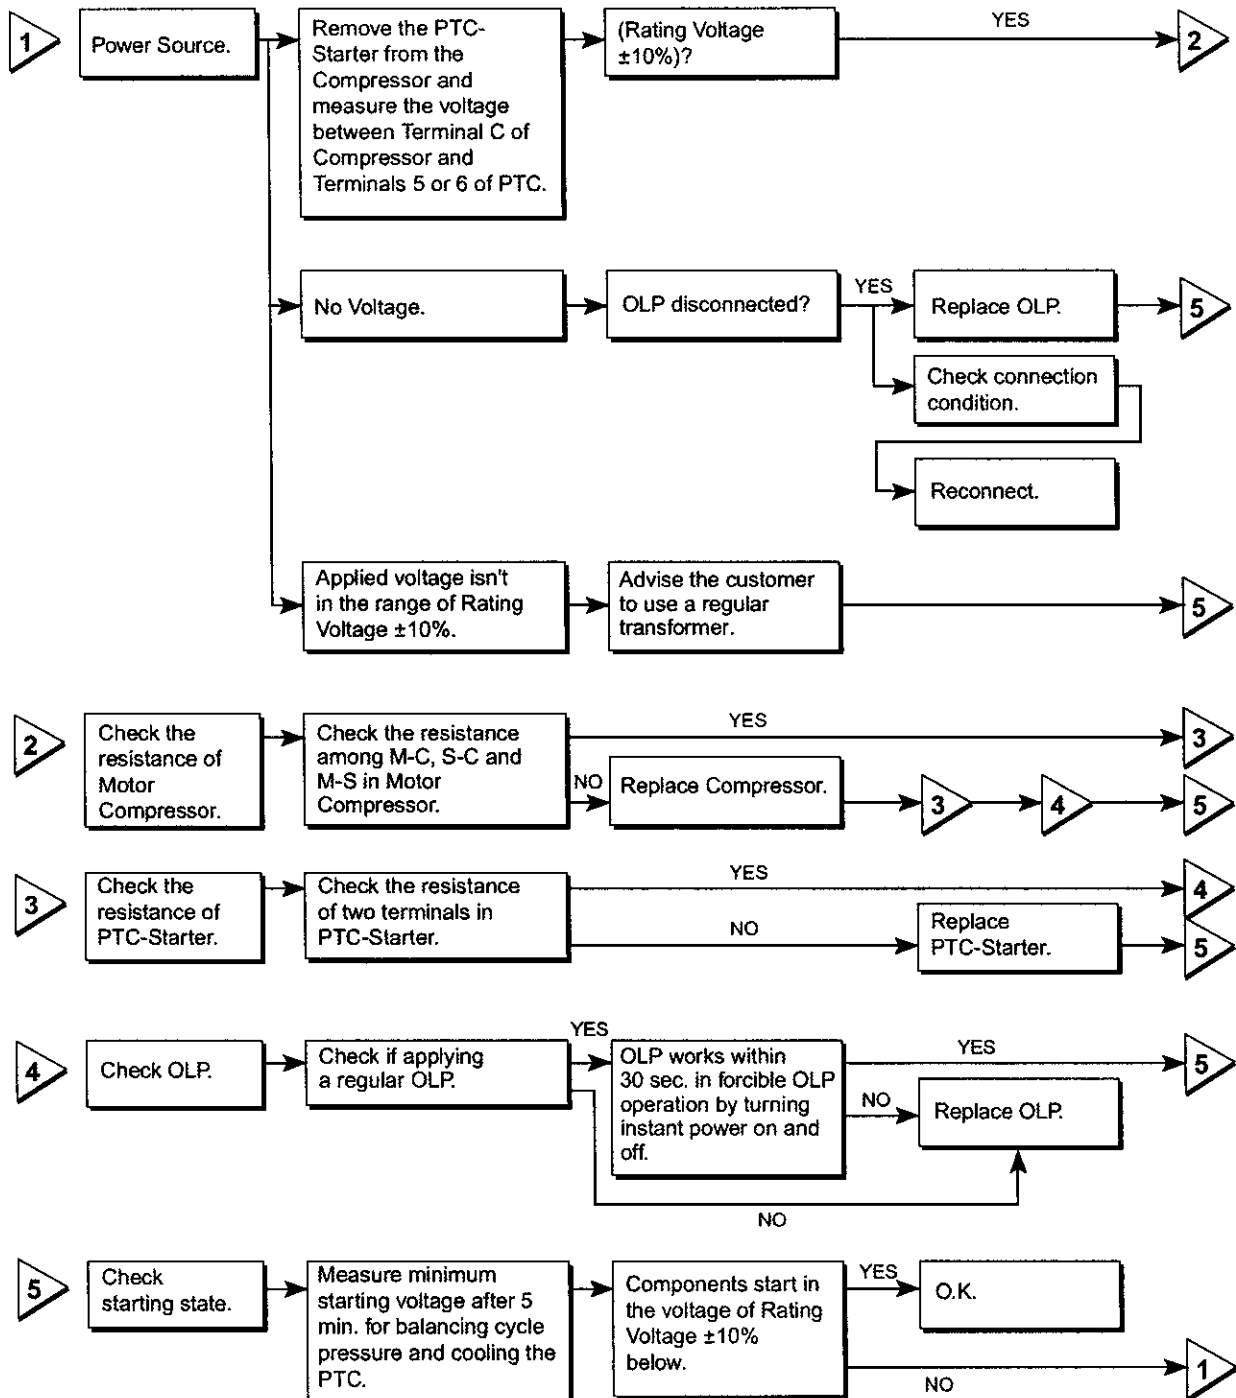 1
Power Source.
Remove the PTC-
Starter from the
Compressor and
measure the voltage
between Terminal C of
Compressor and
Terminals 5 or 6 of PTC.
(Rating Voltage
±10%)?
YES
2
No Voltage.
OLP disconnected?
YES
Replace OLP.
5
Check connection
condition.
Reconnect.
Applied voltage isn't
in the range of Rating
Voltage ±10%.
Advise the customer
to use a regular
transformer.
5
2
Check the
resistance of
Motor
Compressor.
Check the resistance
among M-C, S-C and
M-S in Motor
Compressor.
YES
3
NO
Replace Compressor.
3
4
5
3
Check the
resistance of
PTC-Starter.
Check the resistance
of two terminals in
PTC-Starter.
YES
4
NO
Replace
PTC-Starter.
5
4
Check OLP.
Check if applying
a regular OLP.
YES
OLP works within
30 sec. in forcible OLP
operation by turning
instant power on and
off.
YES
5
NO
Replace OLP.
NO
5
Check
starting state.
Measure minimum
starting voltage after 5
min. for balancing cycle
pressure and cooling the
PTC.
Components start in
the voltage of Rating
Voltage ±10%
below.
YES
O.K.
NO
1